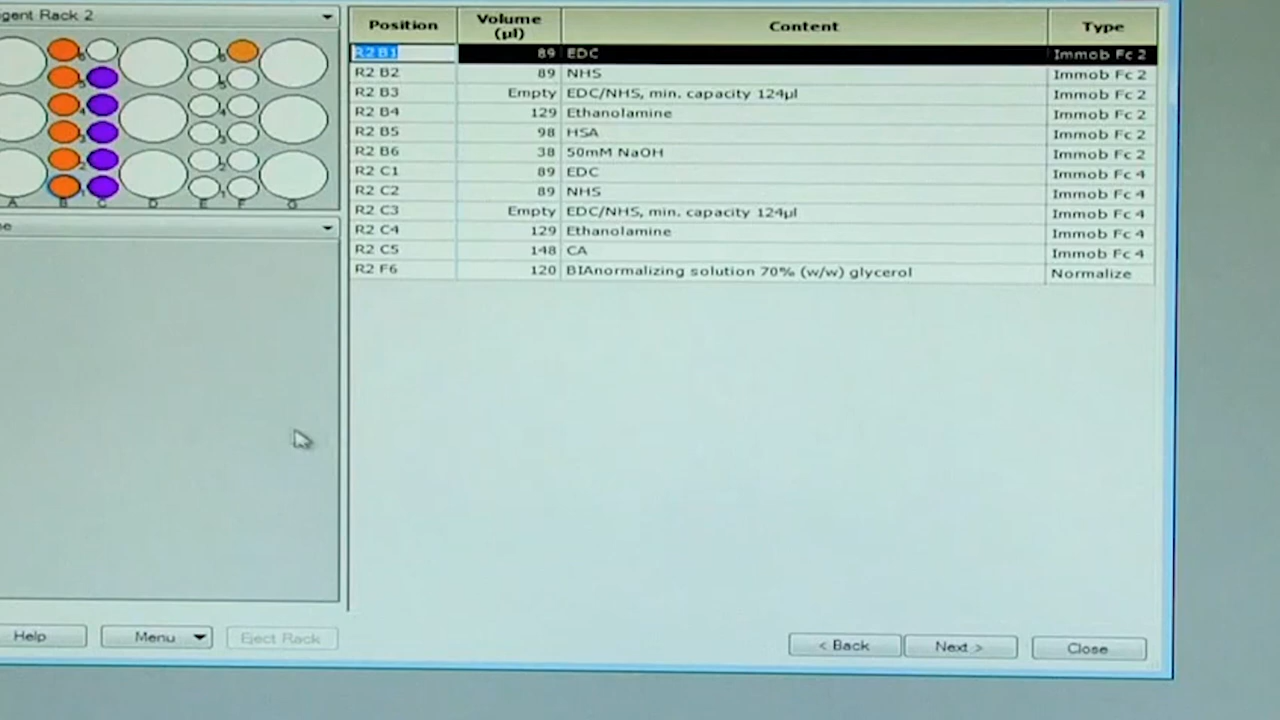 gent Rack 2
Position Volume (µl) Content Type
R2 B1 89 EDC Immob Fc 2
R2 B2 89 NHS Immob Fc 2
R2 B3 Empty EDC/NHS, min. capacity 124µl Immob Fc 2
R2 B4 129 Ethanolamine Immob Fc 2
R2 B5 98 HSA Immob Fc 2
R2 B6 38 50mM NaOH Immob Fc 2
R2 C1 89 EDC Immob Fc 4
R2 C2 89 NHS Immob Fc 4
R2 C3 Empty EDC/NHS, min. capacity 124µl Immob Fc 4
R2 C4 129 Ethanolamine Immob Fc 4
R2 C5 148 CA Immob Fc 4
R2 F6 120 BIAnormalizing solution 70% (w/w) glycerol Normalize
A B C D E F G
Help Menu Eject Rack < Back Next > Close